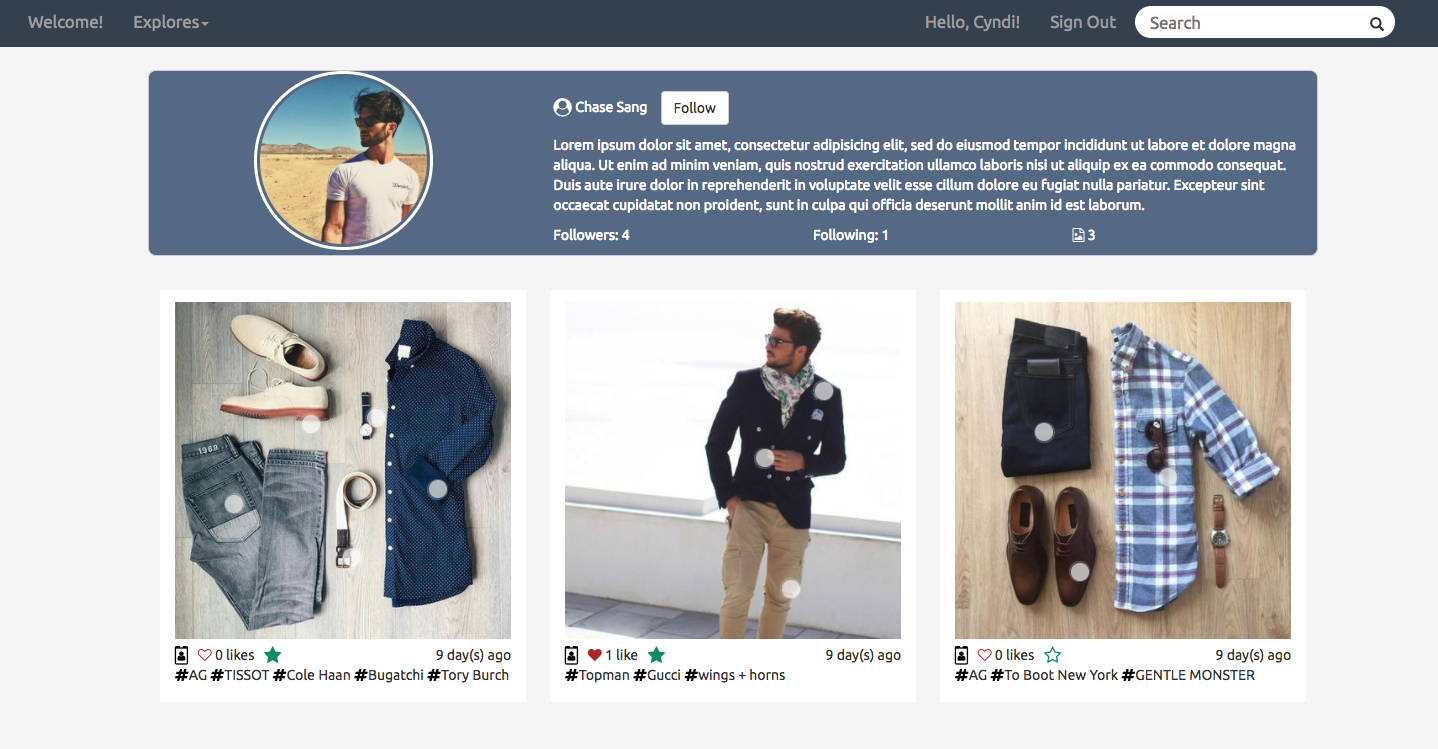 Welcome! Explores Hello, Cyndi! Sign Out Search
Chase Sang Follow
Lorem ipsum dolor sit amet, consectetur adipisicing elit, sed do eiusmod tempor incididunt ut labore et dolore magna
aliqua. Ut enim ad minim veniam, quis nostrud exercitation ullamco laboris nisi ut aliquip ex ea commodo consequat.
Duis aute irure dolor in reprehenderit in voluptate velit esse cillum dolore eu fugiat nulla pariatur. Excepteur sint
occaecat cupidatat non proident, sunt in culpa qui officia deserunt mollit anim id est laborum.
Followers: 4 Following: 1 3
1969
0 likes 9 day(s) ago
#AG #TISSOT #Cole Haan #Bugatchi #Tory Burch
1 like 9 day(s) ago
#Topman #Gucci #wings + horns
0 likes 9 day(s) ago
#AG #To Boot New York #GENTLE MONSTER